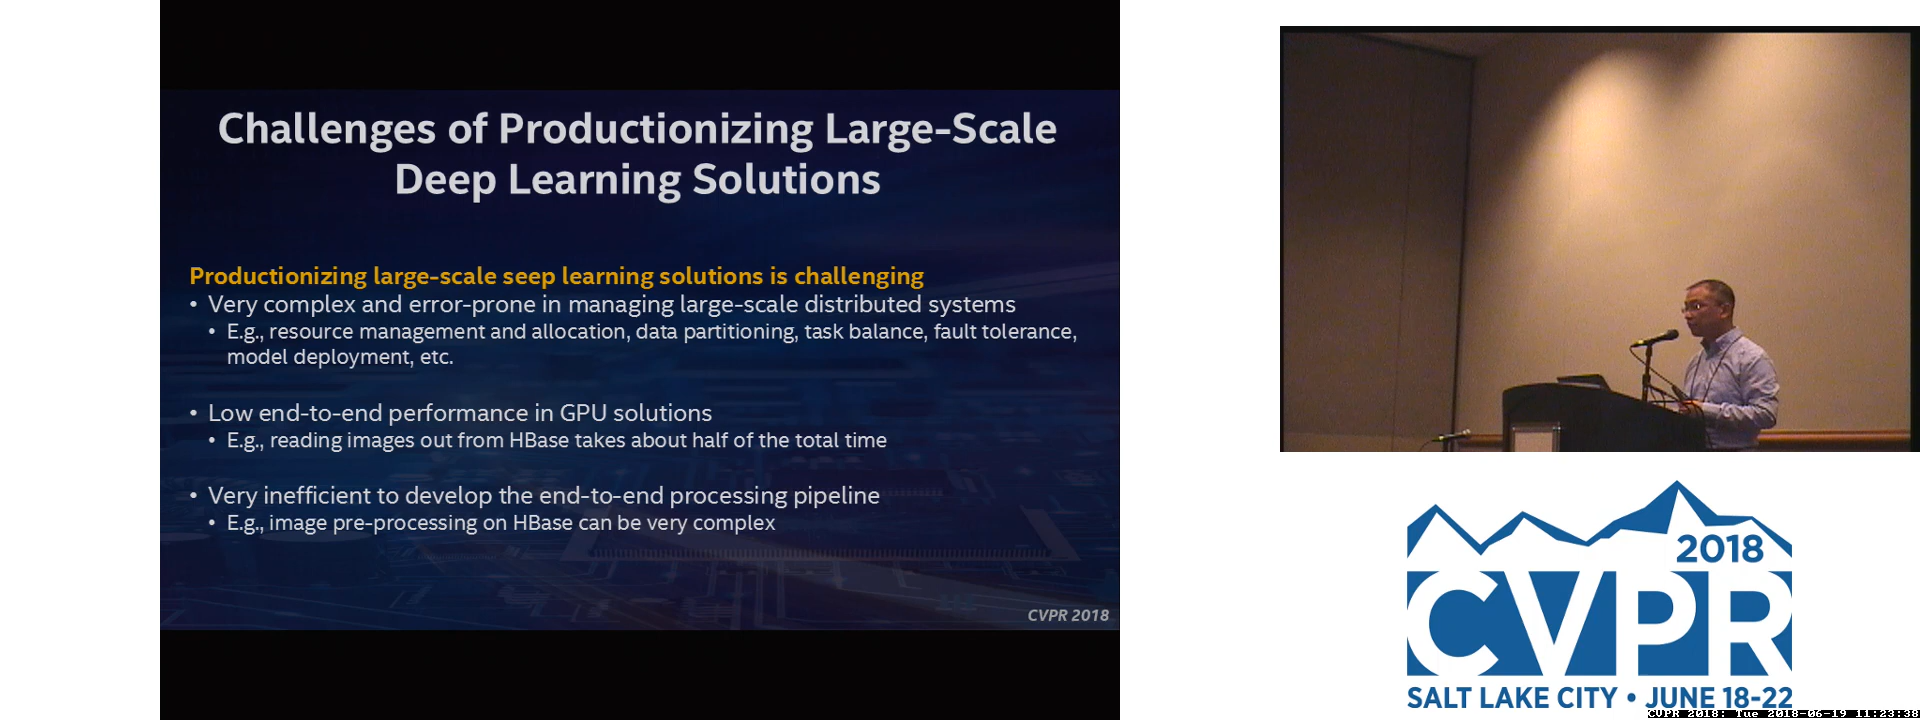 Challenges of Productionizing Large-Scale
Deep Learning Solutions
Productionizing large-scale seep learning solutions is challenging
• Very complex and error-prone in managing large-scale distributed systems
• E.g., resource management and allocation, data partitioning, task balance, fault tolerance,
model deployment, etc.
• Low end-to-end performance in GPU solutions
• E.g., reading images out from HBase takes about half of the total time
• Very inefficient to develop the end-to-end processing pipeline
• E.g., image pre-processing on HBase can be very complex
CVPR 2018
2018
CVPR
SALT LAKE CITY • JUNE 18-22
CVPR 2018: Tue 2018-06-19 11:23:38